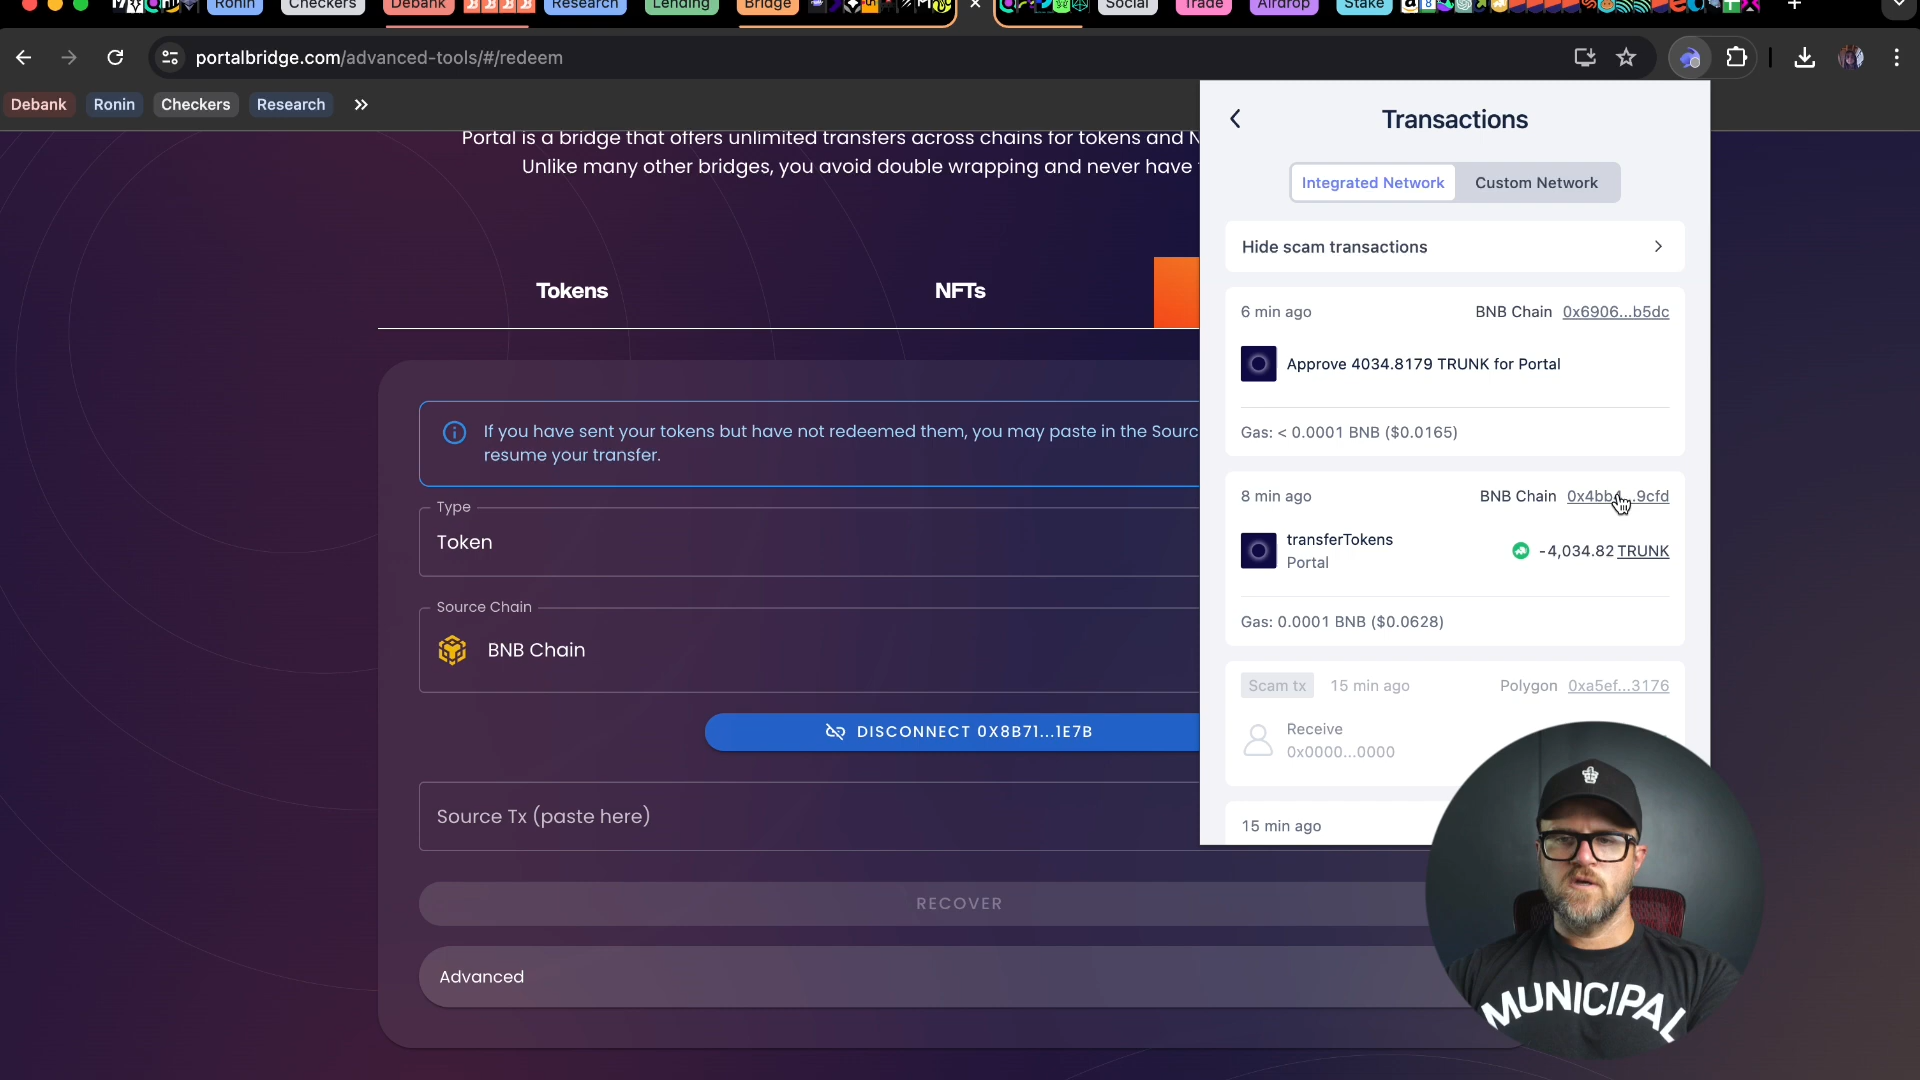 Ronin
Checkers
Debank
Research
Lending
Bridge
Social
Trade
Airdrop
Stake
portalbridge.com/advanced-tools/#/redeem
Debank
Ronin
Checkers
Research
Portal is a bridge that offers unlimited transfers across chains for tokens and N
Unlike many other bridges, you avoid double wrapping and never have
Tokens
NFTs
If you have sent your tokens but have not redeemed them, you may paste in the Sourc
resume your transfer.
Type
Token
Source Chain
BNB Chain
DISCONNECT 0X8B71...1E7B
Source Tx (paste here)
RECOVER
Advanced
Transactions
Integrated Network
Custom Network
Hide scam transactions
6 min ago
BNB Chain 0x6906...b5dc
Approve 4034.8179 TRUNK for Portal
Gas: < 0.0001 BNB ($0.0165)
8 min ago
BNB Chain
transferTokens
Portal
-4,034.82 TRUNK
Gas: 0.0001 BNB ($0.0628)
Scam tx 15 min ago
Polygon 0xa5ef...3176
Receive
0x0000...0000
15 min ago
MUNICIPAL